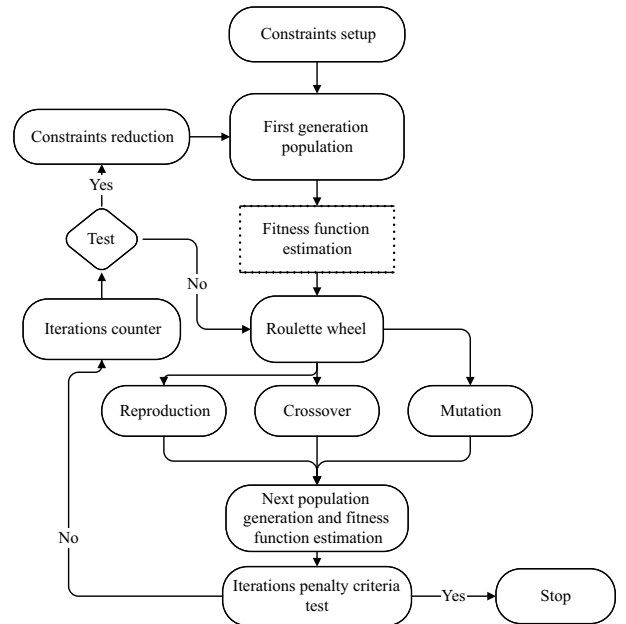 Constraints setup
Constraints reduction
First generation
population
Yes
Test
Fitness function
estimation
No
Iterations counter
Roulette wheel
Reproduction
Crossover
Mutation
Next population
generation and fitness
function estimation
No
Iterations penalty criteria
test
Yes
Stop